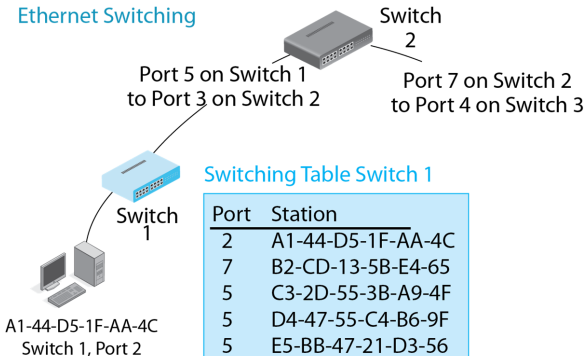 Ethernet Switching
Switch
2
Port 5 on Switch 1
to Port 3 on Switch 2
Port 7 on Switch 2
to Port 4 on Switch 3
Switch
1
Switching Table Switch 1
Port Station
2 A1-44-D5-1F-AA-4C
7 B2-CD-13-5B-E4-65
5 C3-2D-55-3B-A9-4F
5 D4-47-55-C4-B6-9F
5 E5-BB-47-21-D3-56
A1-44-D5-1F-AA-4C
Switch 1, Port 2